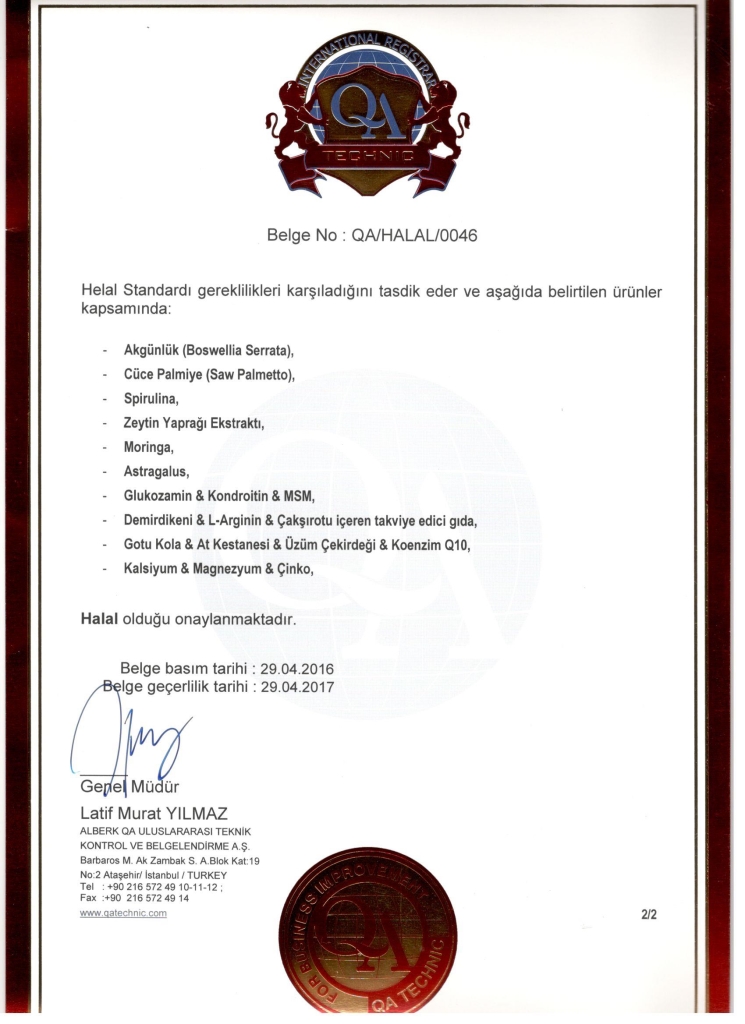 INTERNATIONAL REGISTRAR
QA
TECHNIC
Belge No : QA/HALAL/0046
Helal Standardı gereklilikleri karşıladığını tasdik eder ve aşağıda belirtilen ürünler
kapsamında:
- Akgünlük (Boswellia Serrata),
- Cüce Palmiye (Saw Palmetto),
- Spirulina,
- Zeytin Yaprağı Ekstraktı,
- Moringa,
- Astragalus,
- Glukozamin & Kondroitin & MSM,
- Demirdikeni & L-Arginin & Çakşırotu içeren takviye edici gıda,
- Gotu Kola & At Kestanesi & Üzüm Çekirdeği & Koenzim Q10,
- Kalsiyum & Magnezyum & Çinko,
Halal olduğu onaylanmaktadır.
Belge basım tarihi : 29.04.2016
Belge geçerlilik tarihi : 29.04.2017
Genel Müdür
Latif Murat YILMAZ
ALBERK QA ULUSLARARASI TEKNİK
KONTROL VE BELGELENDİRME A.Ş.
Barbaros M. Ak Zambak S. A.Blok Kat:19
No:2 Ataşehir/ İstanbul / TURKEY
Tel : +90 216 572 49 10-11-12 ;
Fax :+90 216 572 49 14
www.qatechnic.com
2/2
FOR BUSINESS IMPROVEMENT
QA
QA TECHNIC